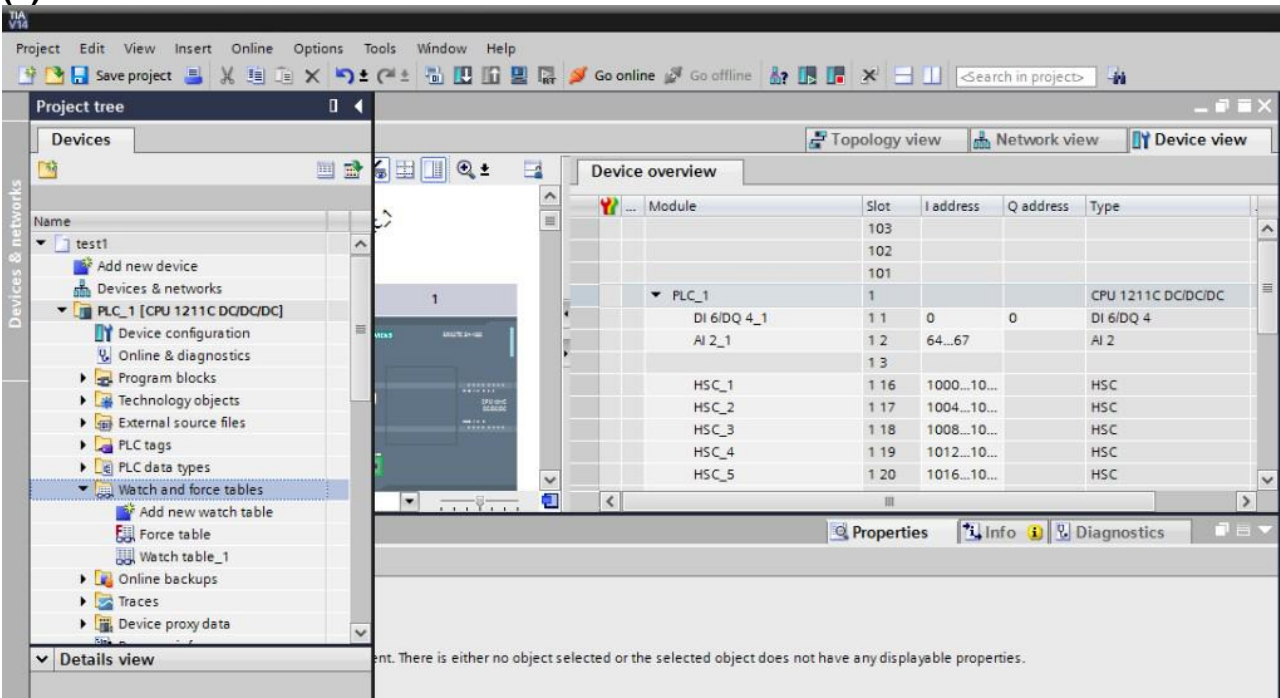 TIA
V14
Project Edit View Insert Online Options Tools Window Help
Save project Go online Go offline <Search in project>
Project tree
Devices
Topology view Network view Device view
Device overview
Devices & networks
Name
... Module Slot I address Q address Type
103
102
101
PLC_1 1 CPU 1211C DC/DC/DC
DI 6/DQ 4_1 1 1 0 0 DI 6/DQ 4
AI 2_1 1 2 64...67 AI 2
1 3
HSC_1 1 16 1000...10... HSC
HSC_2 1 17 1004...10... HSC
HSC_3 1 18 1008...10... HSC
HSC_4 1 19 1012...10... HSC
HSC_5 1 20 1016...10... HSC
test1
Add new device
Devices & networks
PLC_1 [CPU 1211C DC/DC/DC]
Device configuration
Online & diagnostics
Program blocks
Technology objects
External source files
PLC tags
PLC data types
Watch and force tables
Add new watch table
Force table
Watch table_1
Online backups
Traces
Device proxy data
1
Details view
Properties Info Diagnostics
ent. There is either no object selected or the selected object does not have any displayable properties.